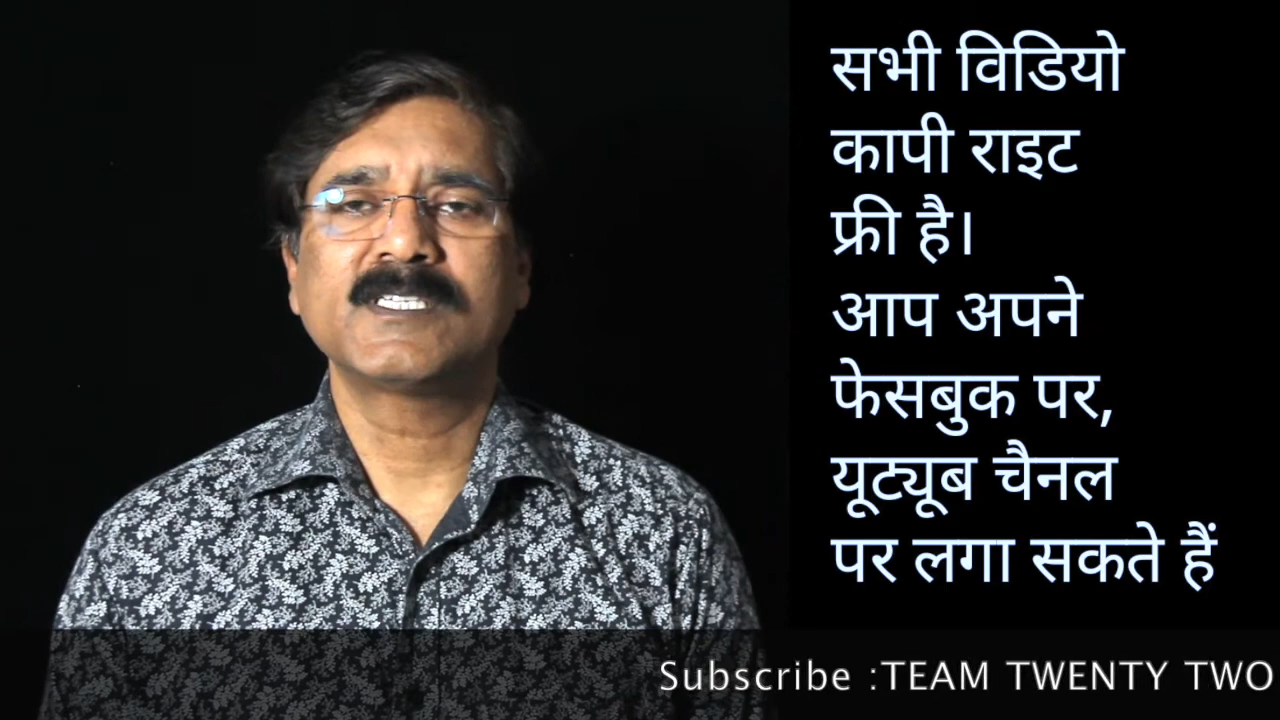 सभी विडियो
कापी राइट
फ्री है।
आप अपने
फेसबुक पर,
यूट्यूब चैनल
पर लगा सकते हैं
Subscribe :TEAM TWENTY TWO